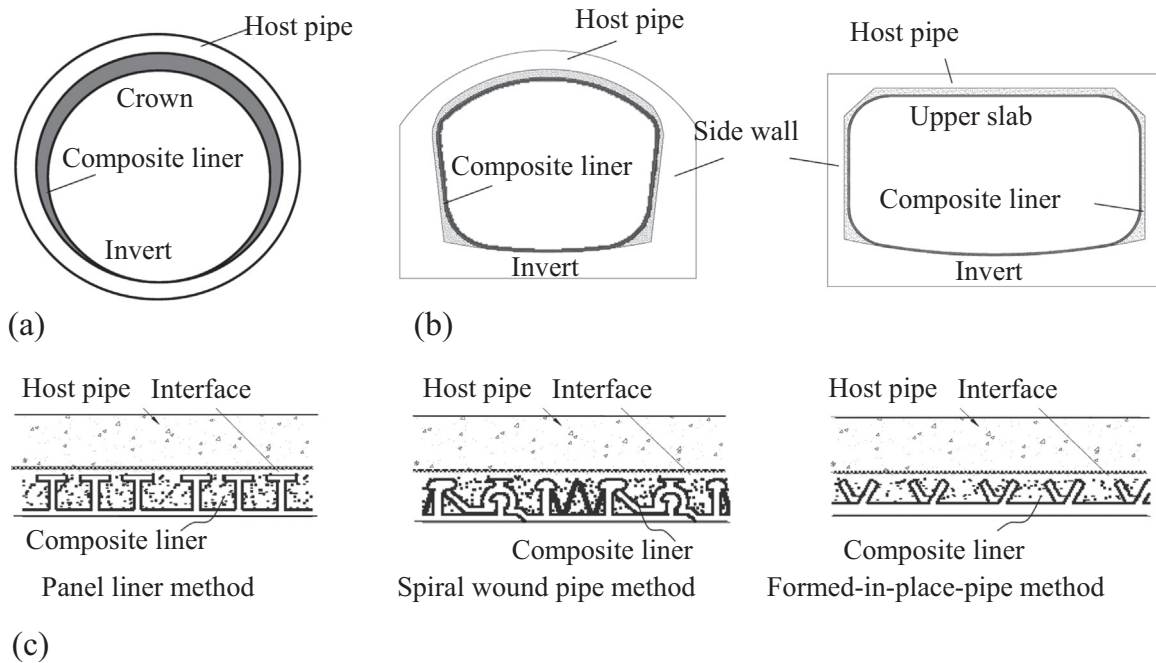 Host pipe
Crown
Composite liner
Invert
(a)
Host pipe
Side wall
Composite liner
Invert
(b)
Host pipe
Upper slab
Composite liner
Invert
Host pipe Interface
Composite liner
Panel liner method
Host pipe Interface
Composite liner
Spiral wound pipe method
Host pipe Interface
Composite liner
Formed-in-place-pipe method
(c)